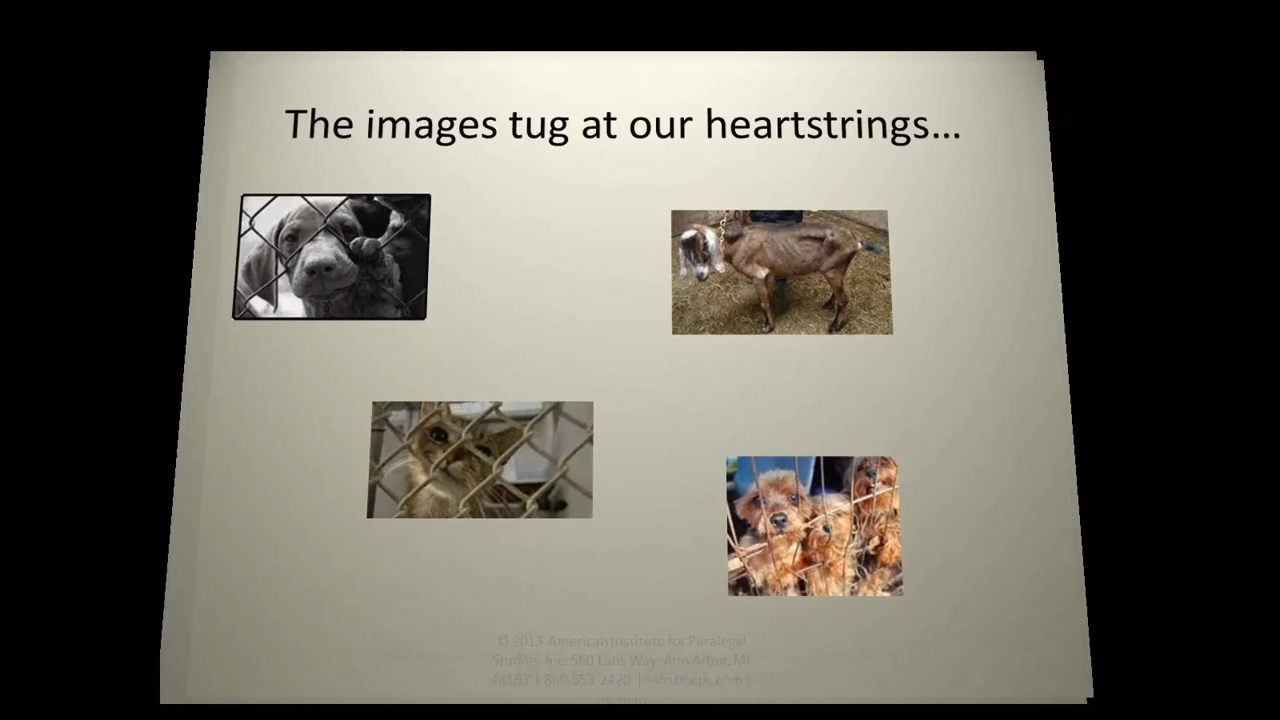 The images tug at our heartstrings...
© 2013 American Institute for Paralegal
Studies, Inc. 560 Way, Ann Arbor, MI
48103 | 800-553-2420 | info@aips.com |